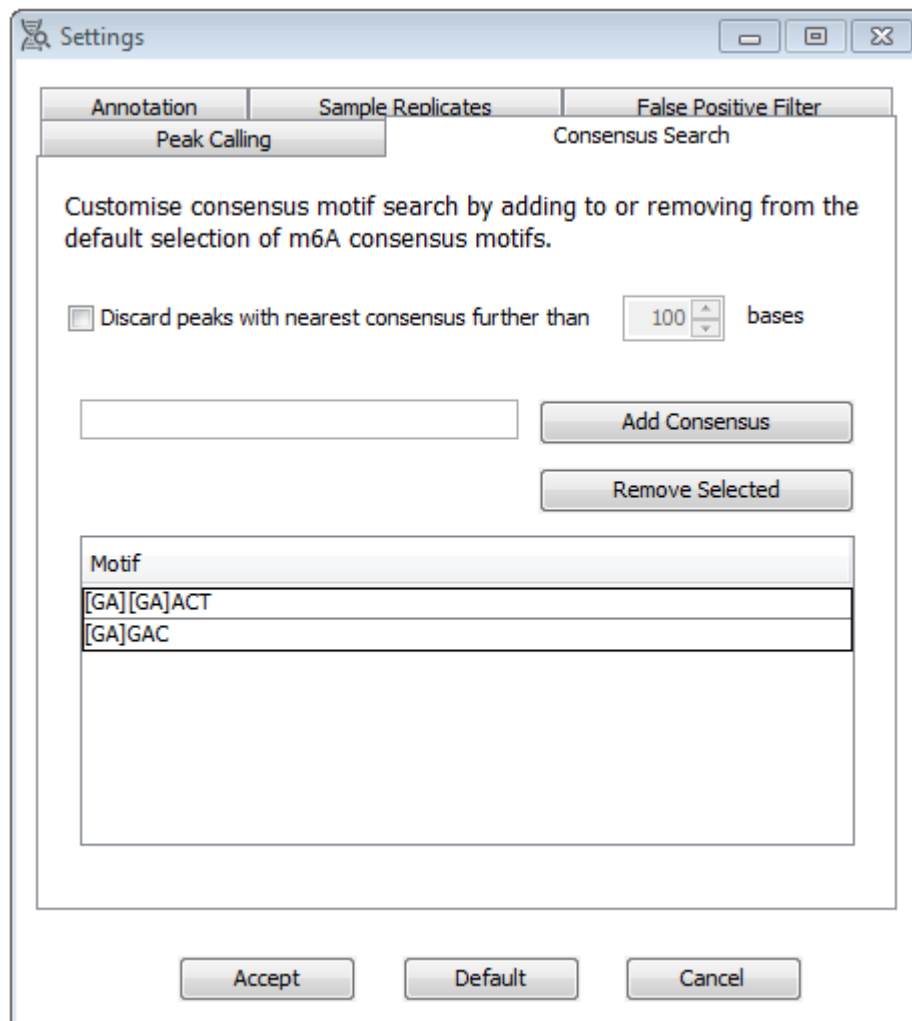 Settings
Annotation Sample Replicates False Positive Filter
Peak Calling Consensus Search
Customise consensus motif search by adding to or removing from the
default selection of m6A consensus motifs.
Discard peaks with nearest consensus further than 100 bases
Add Consensus
Remove Selected
Motif
[GA][GA]ACT
[GA]GAC
Accept Default Cancel